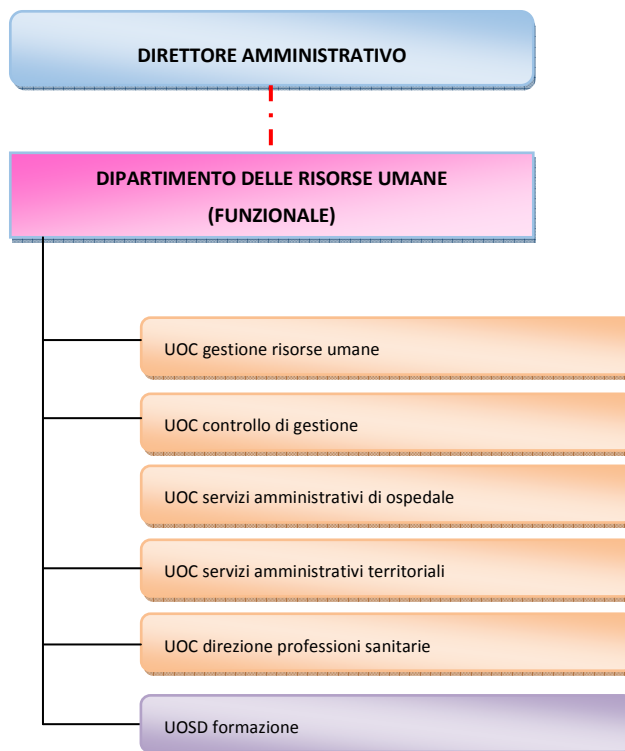 DIRETTORE AMMINISTRATIVO
DIPARTIMENTO DELLE RISORSE UMANE
(FUNZIONALE)
UOC gestione risorse umane
UOC controllo di gestione
UOC servizi amministrativi di ospedale
UOC servizi amministrativi territoriali
UOC direzione professioni sanitarie
UOSD formazione